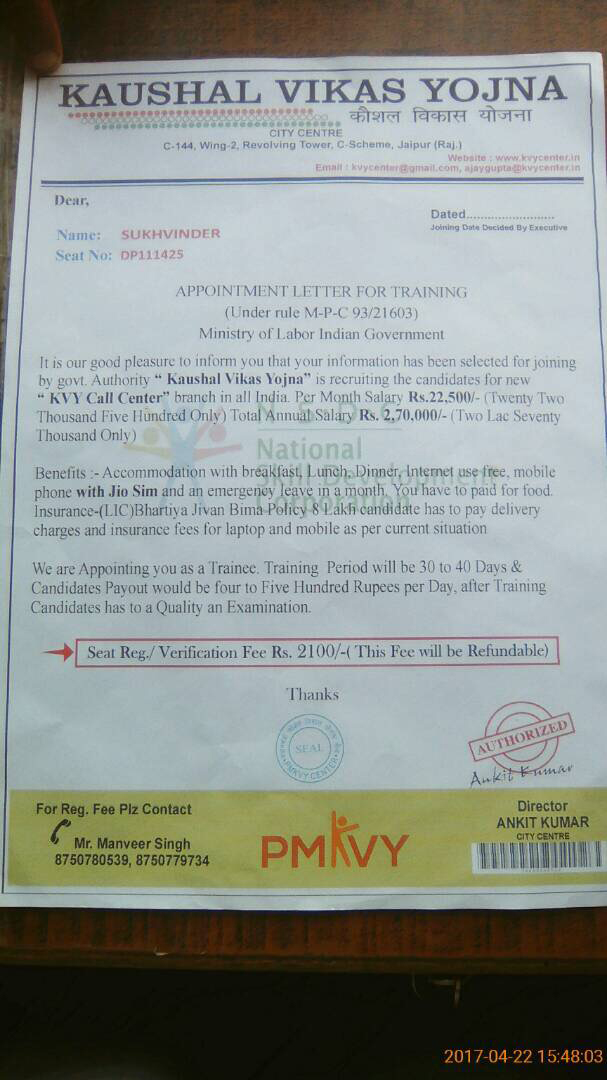 KAUSHAL VIKAS YOJNA
कौशल विकास योजना
CITY CENTRE
C-144, Wing-2, Revolving Tower, C-Scheme, Jaipur (Raj.)
Website : www.kvycenter.in
Email : kvycenter@gmail.com, ajaygupta@kvycenter.in
Dear,
Dated.........................
Joining Date Decided By Executive
Name: SUKHVINDER
Seat No: DP111425
APPOINTMENT LETTER FOR TRAINING
(Under rule M-P-C 93/21603)
Ministry of Labor Indian Government
It is our good pleasure to inform you that your information has been selected for joining
by govt. Authority “ Kaushal Vikas Yojna” is recruiting the candidates for new
“ KVY Call Center” branch in all India. Per Month Salary Rs.22,500/- (Twenty Two
Thousand Five Hundred Only) Total Annual Salary Rs. 2,70,000/- (Two Lac Seventy
Thousand Only)
N S D C
National
Skill Development
Corporation
Benefits :- Accommodation with breakfast, Lunch, Dinner, Internet use free, mobile
phone with Jio Sim and an emergency leave in a month. You have to paid for food.
Insurance-(LIC)Bhartiya Jivan Bima Policy 8 Lakh candidate has to pay delivery
charges and insurance fees for laptop and mobile as per current situation
We are Appointing you as a Trainee. Training Period will be 30 to 40 Days &
Candidates Payout would be four to Five Hundred Rupees per Day, after Training
Candidates has to a Quality an Examination.
Seat Reg./ Verification Fee Rs. 2100/-( This Fee will be Refundable)
Thanks
SEAL
PMKVY CENTER
AUTHORIZED
Ankit Kumar
For Reg. Fee Plz Contact
Mr. Manveer Singh
8750780539, 8750779734
PMKVY
Director
ANKIT KUMAR
CITY CENTRE
2017-04-22 15:48:03